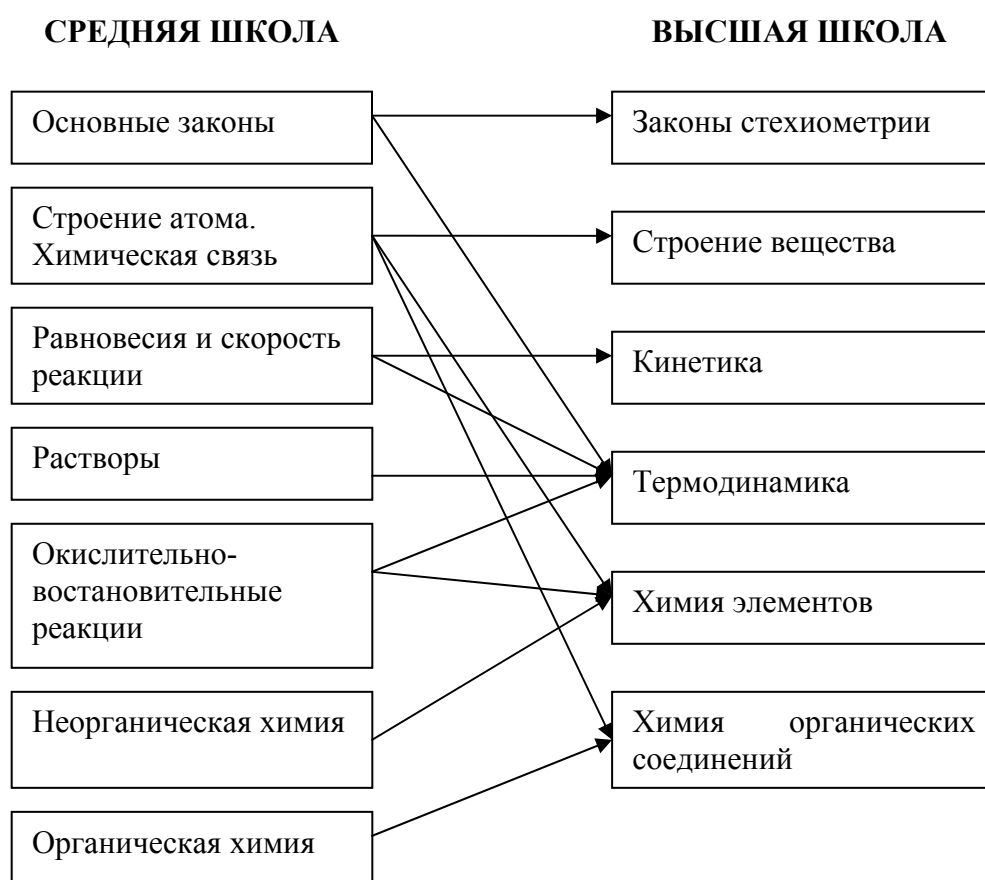 СРЕДНЯЯ ШКОЛА
ВЫСШАЯ ШКОЛА
Основные законы
Законы стехиометрии
Строение атома.
Химическая связь
Строение вещества
Равновесия и скорость
реакции
Кинетика
Растворы
Термодинамика
Окислительно-
востановительные
реакции
Химия элементов
Неорганическая химия
Химия органических
соединений
Органическая химия